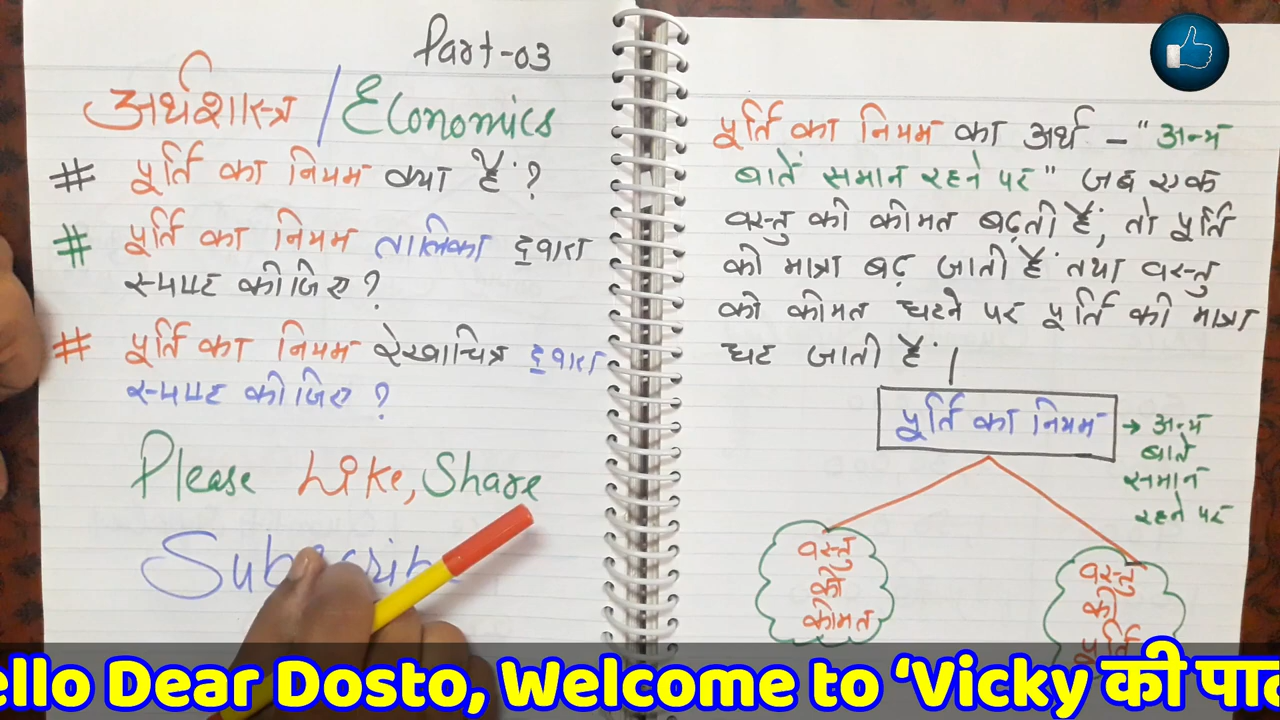 Part-03
अर्थशास्त्र / Economics
# पूर्ति का नियम क्या हैं ?
# पूर्ति का नियम तालिका द्वारा
स्पष्ट कीजिए ?
# पूर्ति का नियम रेखाचित्र द्वारा
स्पष्ट कीजिए ?
Please Like, Share
पूर्ति का नियम का अर्थ – "अन्य
बातें समान रहने पर" जब एक
वस्तु की कीमत बढ़ती हैं, तो पूर्ति
की मात्रा बढ़ जाती हैं तथा वस्तु
की कीमत घटने पर पूर्ति की मात्रा
घट जाती हैं |
पूर्ति का नियम → अन्य
बातें
समान
रहने पर
वस्तु
की
कीमत
वस्तु
की
पूर्ति
Dear Dosto, Welcome to ‘Vicky की